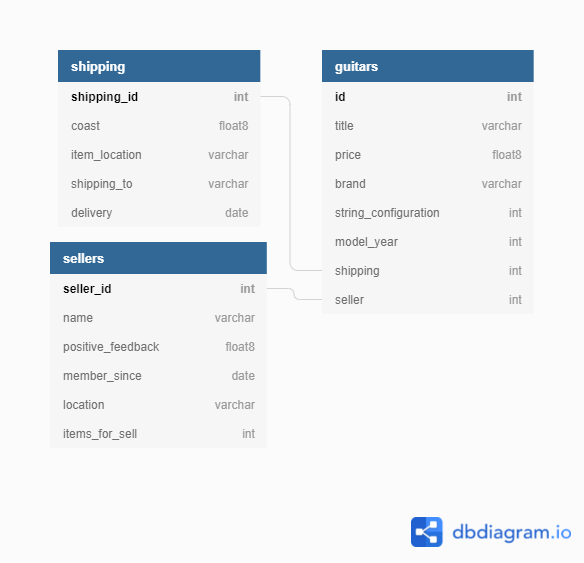 shipping
shipping_id int
coast float8
item_location varchar
shipping_to varchar
delivery date
sellers
seller_id int
name varchar
positive_feedback float8
member_since date
location varchar
items_for_sell int
guitars
id int
title varchar
price float8
brand varchar
string_configuration int
model_year int
shipping int
seller int
dbdiagram.io